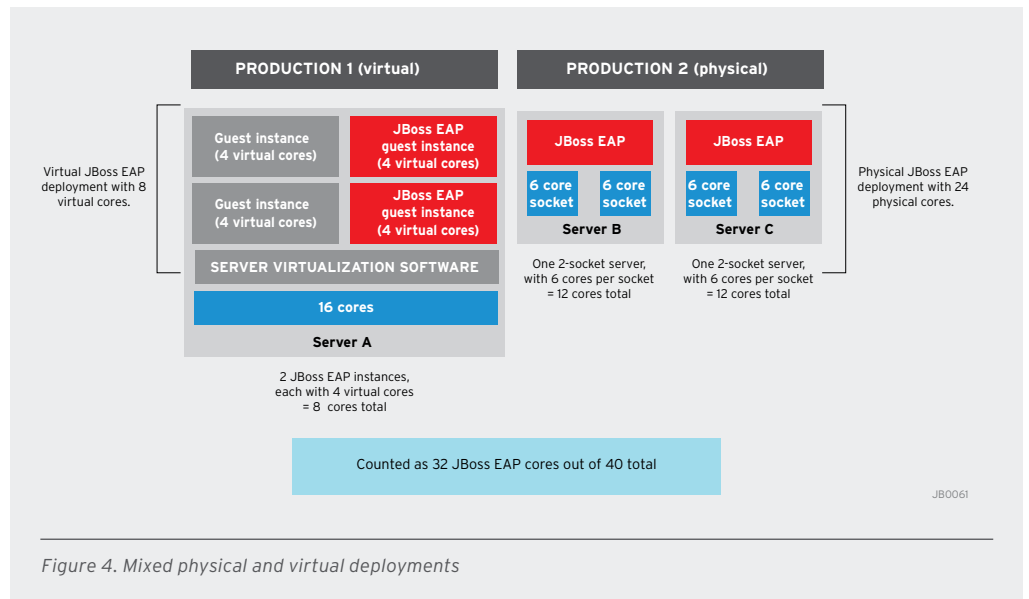 PRODUCTION 1 (virtual)
PRODUCTION 2 (physical)
Virtual JBoss EAP
deployment with 8
virtual cores.
Guest instance
(4 virtual cores)
JBoss EAP
guest instance
(4 virtual cores)
Guest instance
(4 virtual cores)
JBoss EAP
guest instance
(4 virtual cores)
SERVER VIRTUALIZATION SOFTWARE
16 cores
Server A
2 JBoss EAP instances,
each with 4 virtual cores
= 8 cores total
JBoss EAP
6 core
socket
6 core
socket
Server B
One 2-socket server,
with 6 cores per socket
= 12 cores total
JBoss EAP
6 core
socket
6 core
socket
Server C
One 2-socket server,
with 6 cores per socket
= 12 cores total
Physical JBoss EAP
deployment with 24
physical cores.
Counted as 32 JBoss EAP cores out of 40 total
JB0061
Figure 4. Mixed physical and virtual deployments